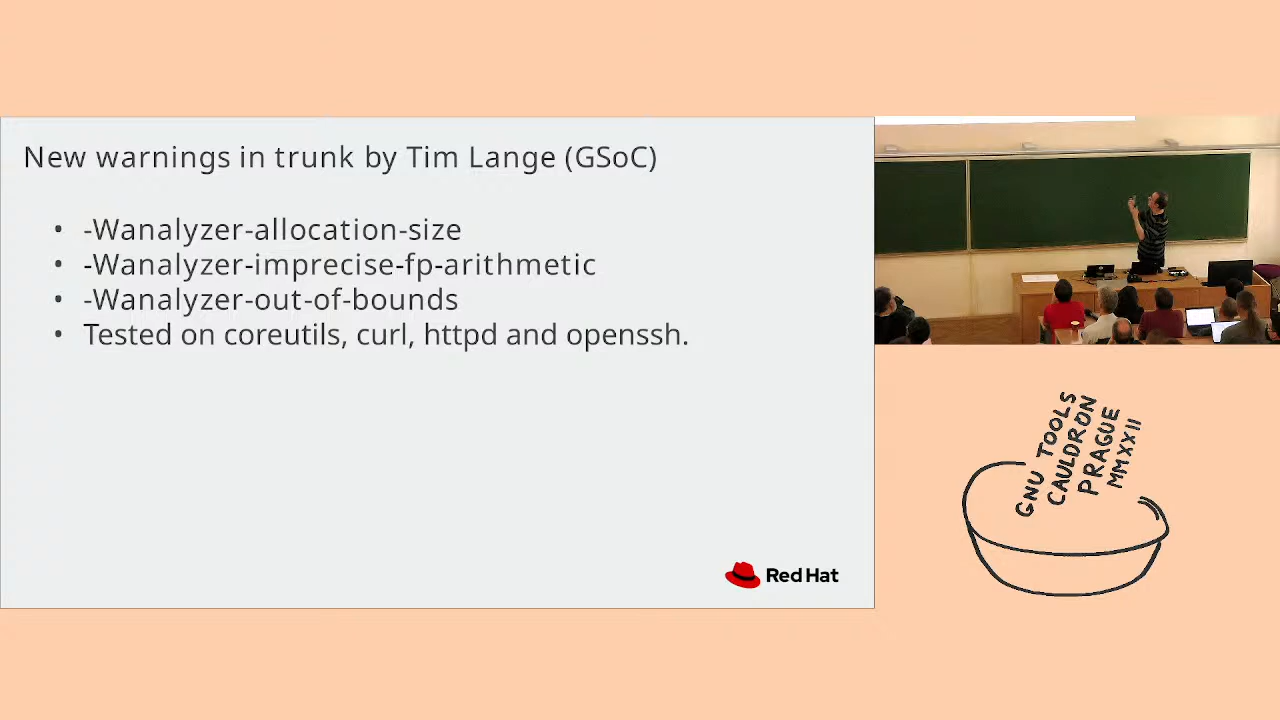 New warnings in trunk by Tim Lange (GSoC)
• -Wanalyzer-allocation-size
• -Wanalyzer-imprecise-fp-arithmetic
• -Wanalyzer-out-of-bounds
• Tested on coreutils, curl, httpd and openssh.
Red Hat
GNU TOOLS
CAULDRON
PRAGUE
MMXXII